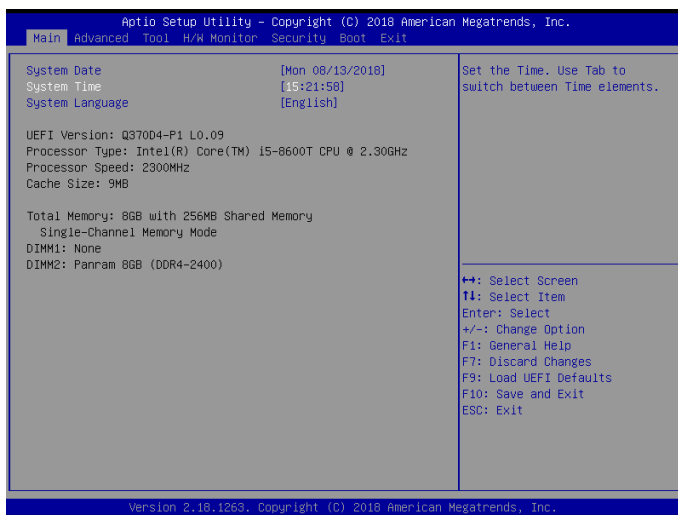 Aptio Setup Utility – Copyright (C) 2018 American Megatrends, Inc.
Main Advanced Tool H/W Monitor Security Boot Exit
System Date [Mon 08/13/2018]
System Time [15:21:58]
System Language [English]
UEFI Version: Q370D4-P1 L0.09
Processor Type: Intel(R) Core(TM) i5-8600T CPU @ 2.30GHz
Processor Speed: 2300MHz
Cache Size: 9MB
Total Memory: 8GB with 256MB Shared Memory
Single-Channel Memory Mode
DIMM1: None
DIMM2: Panram 8GB (DDR4-2400)
Set the Time. Use Tab to
switch between Time elements.
↔: Select Screen
↑↓: Select Item
Enter: Select
+/-: Change Option
F1: General Help
F7: Discard Changes
F9: Load UEFI Defaults
F10: Save and Exit
ESC: Exit
Version 2.18.1263. Copyright (C) 2018 American Megatrends, Inc.